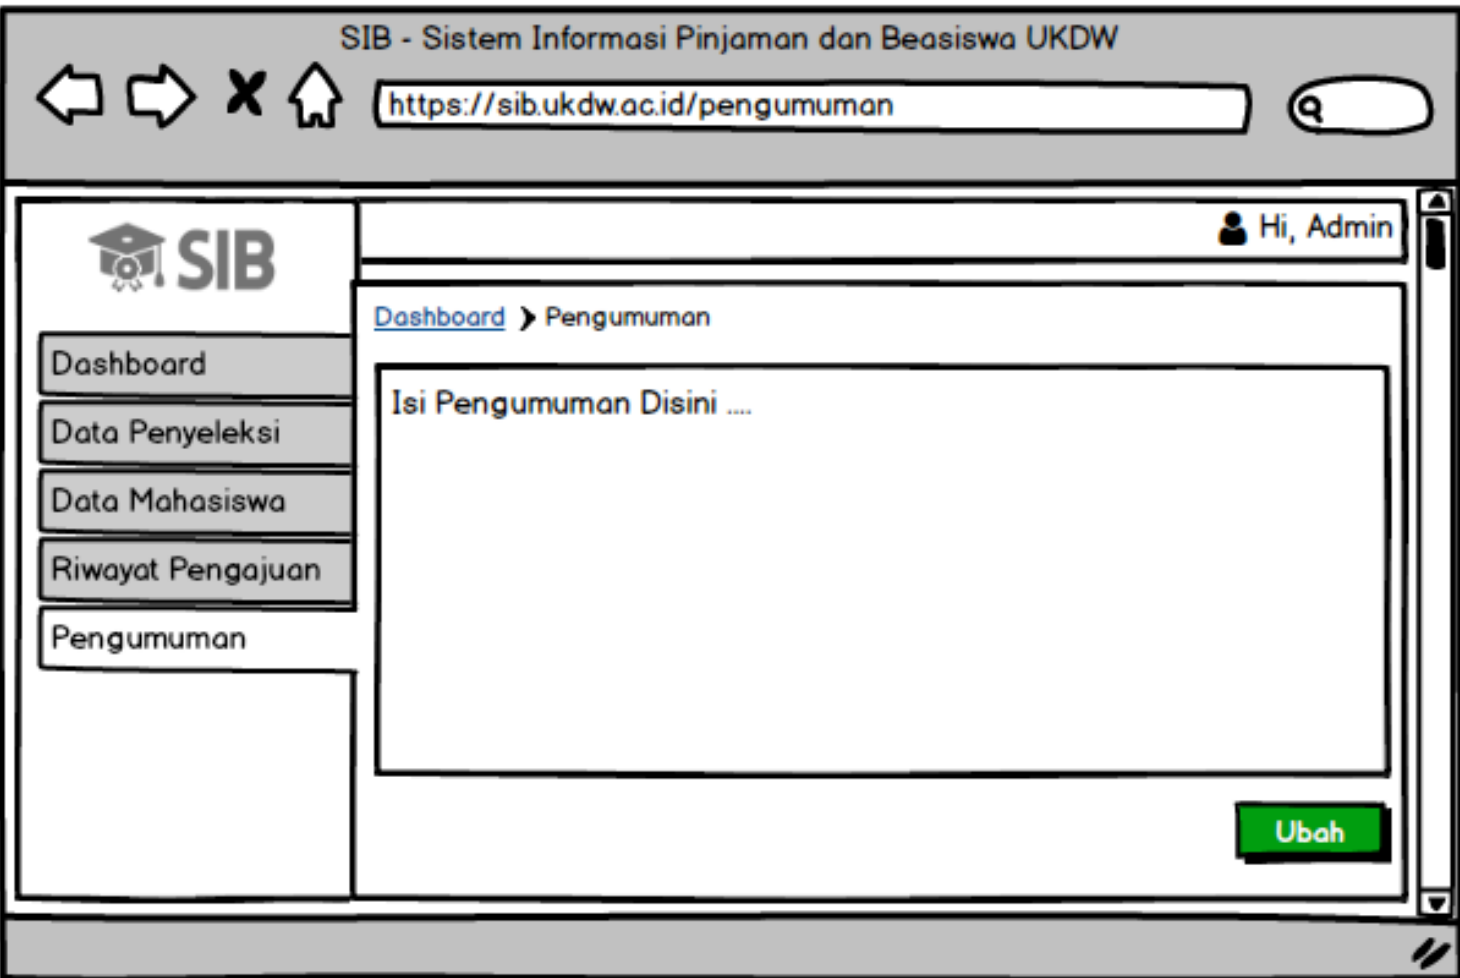 SIB - Sistem Informasi Pinjaman dan Beasiswa UKDW
https://sib.ukdw.ac.id/pengumuman
SIB
Hi, Admin
Dashboard
Data Penyeleksi
Data Mahasiswa
Riwayat Pengajuan
Pengumuman
Dashboard > Pengumuman
Isi Pengumuman Disini ....
Ubah